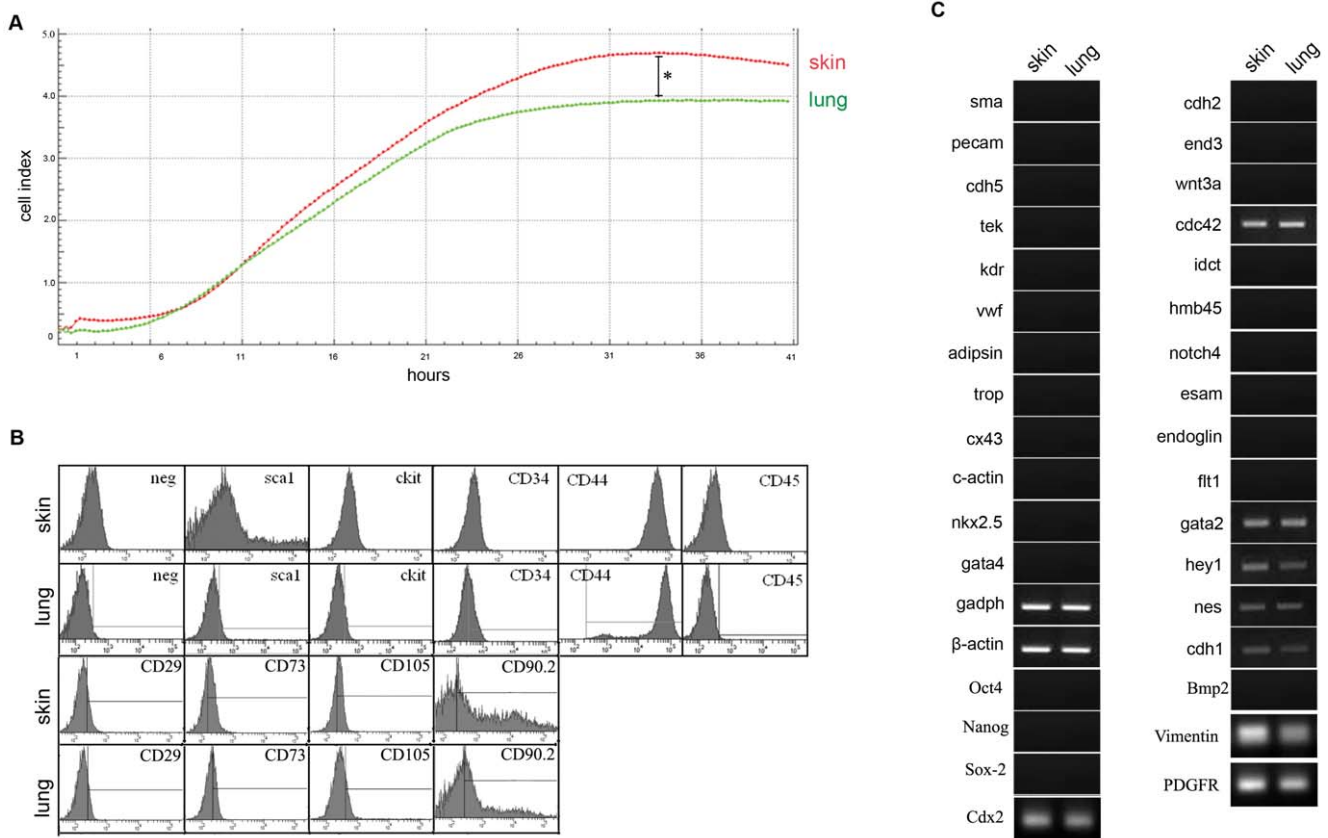 A
5.0
4.0
3.0
2.0
1.0
0
cell index
1 6 11 16 21 26 31 36 41
hours
*
skin
lung
B
skin
neg sca1 ckit CD34 CD44 CD45
lung
neg sca1 ckit CD34 CD44 CD45
skin
CD29 CD73 CD105 CD90.2
lung
CD29 CD73 CD105 CD90.2
C
skin lung
sma
pecam
cdh5
tek
kdr
vwf
adipsin
trop
cx43
c-actin
nkx2.5
gata4
gadph
β-actin
Oct4
Nanog
Sox-2
Cdx2
skin lung
cdh2
end3
wnt3a
cdc42
idct
hmb45
notch4
esam
endoglin
flt1
gata2
hey1
nes
cdh1
Bmp2
Vimentin
PDGFR